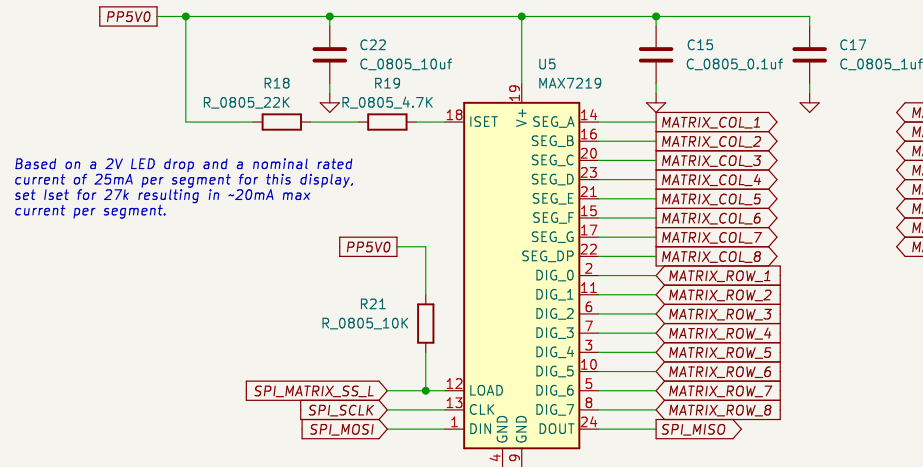 PP5V0
C22
C_0805_10uf
C15
C_0805_0.1uf
C17
C_0805_1uf
R18
R_0805_22K
R19
R_0805_4.7K
U5
MAX7219
19
V+
18 ISET
SEG_A 14 MATRIX_COL_1
SEG_B 16 MATRIX_COL_2
SEG_C 20 MATRIX_COL_3
SEG_D 23 MATRIX_COL_4
SEG_E 21 MATRIX_COL_5
SEG_F 15 MATRIX_COL_6
SEG_G 17 MATRIX_COL_7
SEG_DP 22 MATRIX_COL_8
DIG_0 2 MATRIX_ROW_1
DIG_1 11 MATRIX_ROW_2
DIG_2 6 MATRIX_ROW_3
DIG_3 7 MATRIX_ROW_4
DIG_4 3 MATRIX_ROW_5
DIG_5 10 MATRIX_ROW_6
DIG_6 5 MATRIX_ROW_7
DIG_7 8 MATRIX_ROW_8
DOUT 24 SPI_MISO
Based on a 2V LED drop and a nominal rated
current of 25mA per segment for this display,
set Iset for 27k resulting in ~20mA max
current per segment.
PP5V0
R21
R_0805_10K
SPI_MATRIX_SS_L 12 LOAD
SPI_SCLK 13 CLK
SPI_MOSI 1 DIN
GND GND
4 9